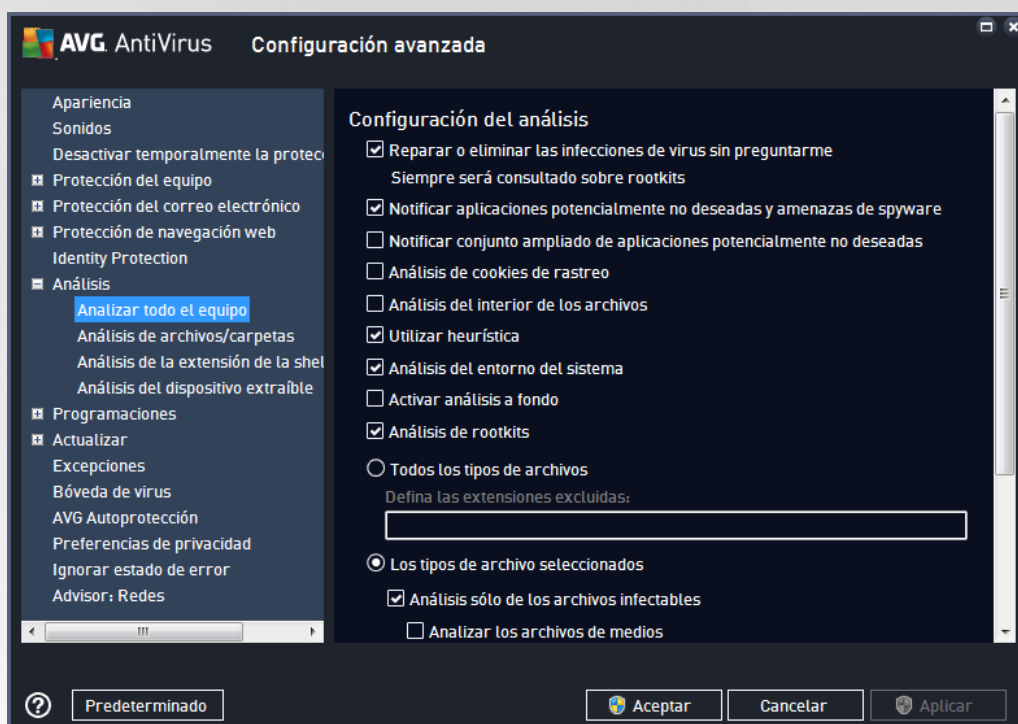 AVG. AntiVirus Configuración avanzada
Apariencia
Sonidos
Desactivar temporalmente la protec
Protección del equipo
Protección del correo electrónico
Protección de navegación web
Identity Protection
Análisis
Analizar todo el equipo
Análisis de archivos/carpetas
Análisis de la extensión de la shel
Análisis del dispositivo extraíble
Programaciones
Actualizar
Excepciones
Bóveda de virus
AVG Autoprotección
Preferencias de privacidad
Ignorar estado de error
Advisor: Redes
Configuración del análisis
Reparar o eliminar las infecciones de virus sin preguntarme
Siempre será consultado sobre rootkits
Notificar aplicaciones potencialmente no deseadas y amenazas de spyware
Notificar conjunto ampliado de aplicaciones potencialmente no deseadas
Análisis de cookies de rastreo
Análisis del interior de los archivos
Utilizar heurística
Análisis del entorno del sistema
Activar análisis a fondo
Análisis de rootkits
Todos los tipos de archivos
Defina las extensiones excluidas:
Los tipos de archivo seleccionados
Análisis sólo de los archivos infectables
Analizar los archivos de medios
? Predeterminado Aceptar Cancelar Aplicar